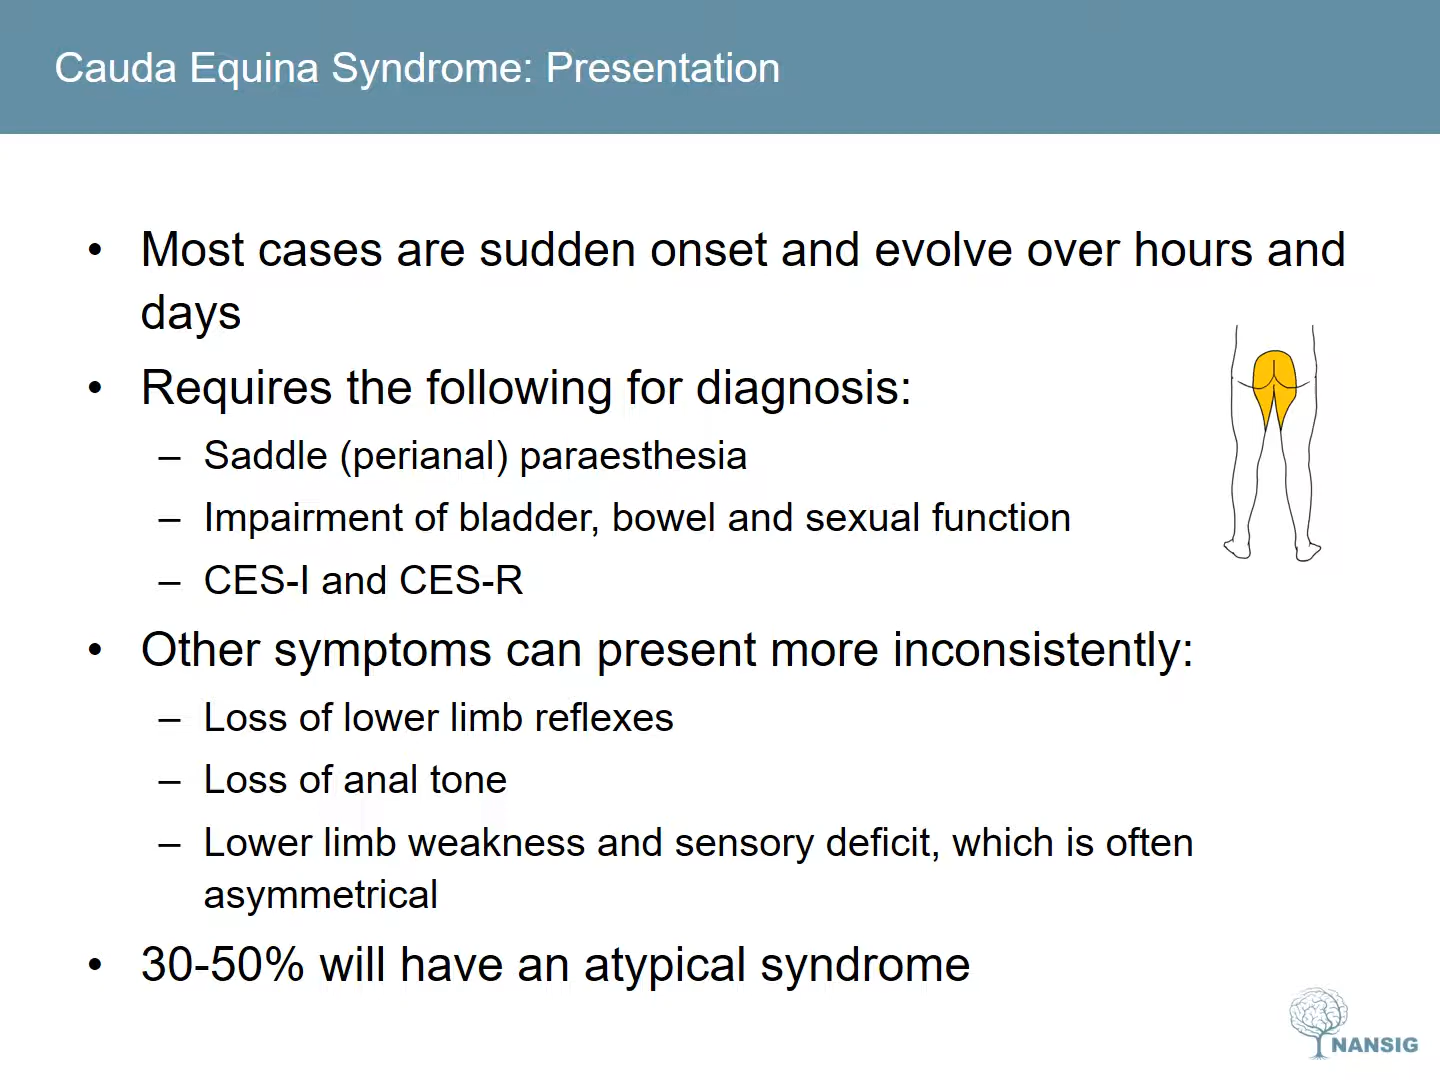 Cauda Equina Syndrome: Presentation
• Most cases are sudden onset and evolve over hours and
days
• Requires the following for diagnosis:
– Saddle (perianal) paraesthesia
– Impairment of bladder, bowel and sexual function
– CES-I and CES-R
• Other symptoms can present more inconsistently:
– Loss of lower limb reflexes
– Loss of anal tone
– Lower limb weakness and sensory deficit, which is often
asymmetrical
• 30-50% will have an atypical syndrome
NANSIG